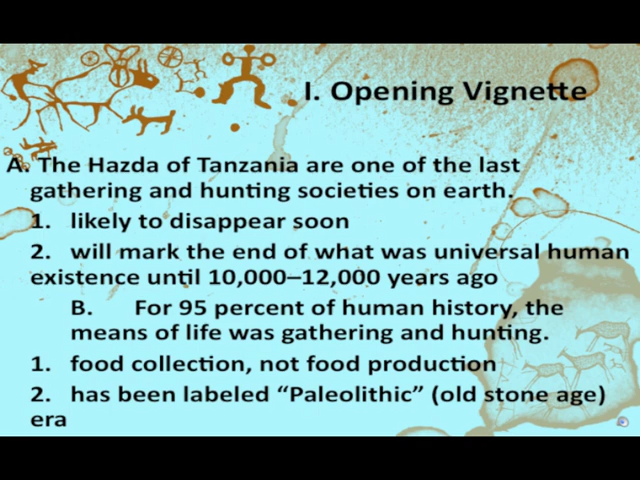 I. Opening Vignette
A. The Hazda of Tanzania are one of the last
gathering and hunting societies on earth.
1. likely to disappear soon
2. will mark the end of what was universal human
existence until 10,000–12,000 years ago
B. For 95 percent of human history, the
means of life was gathering and hunting.
1. food collection, not food production
2. has been labeled “Paleolithic” (old stone age)
era